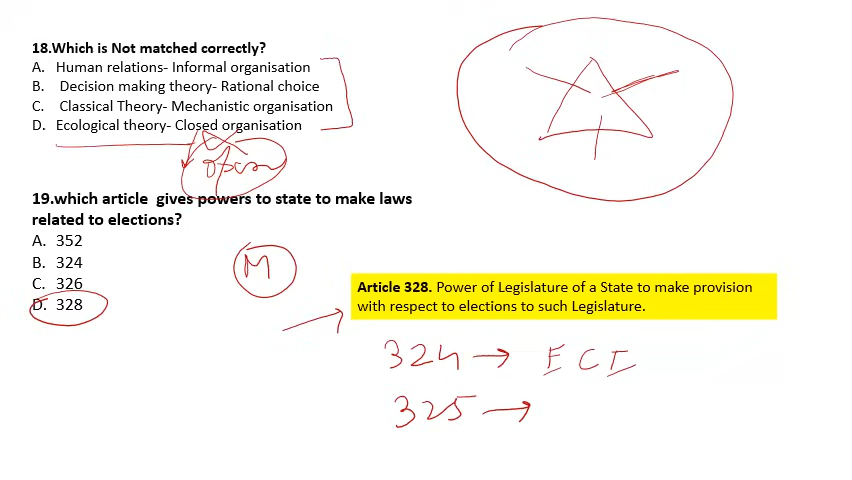 18.Which is Not matched correctly?
A. Human relations- Informal organisation
B. Decision making theory- Rational choice
C. Classical Theory- Mechanistic organisation
D. Ecological theory- Closed organisation
open
19.which article gives powers to state to make laws
related to elections?
A. 352
B. 324
C. 326
D. 328
M
Article 328. Power of Legislature of a State to make provision
with respect to elections to such Legislature.
324 → ECI
325 →